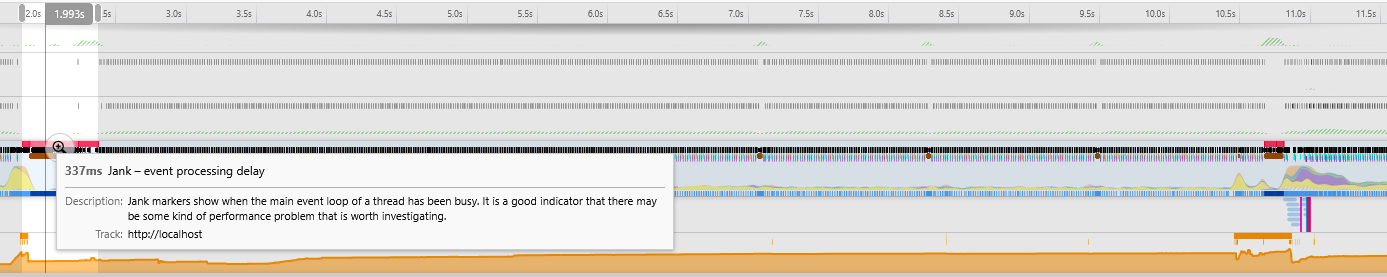 2.0s 1.993s .5s 3.0s 3.5s 4.0s 4.5s 5.0s 5.5s 6.0s 6.5s 7.0s 7.5s 8.0s 8.5s 9.0s 9.5s 10.0s 10.5s 11.0s 11.5s
337ms Jank – event processing delay
Description: Jank markers show when the main event loop of a thread has been busy. It is a good indicator that there may
be some kind of performance problem that is worth investigating.
Track: http://localhost